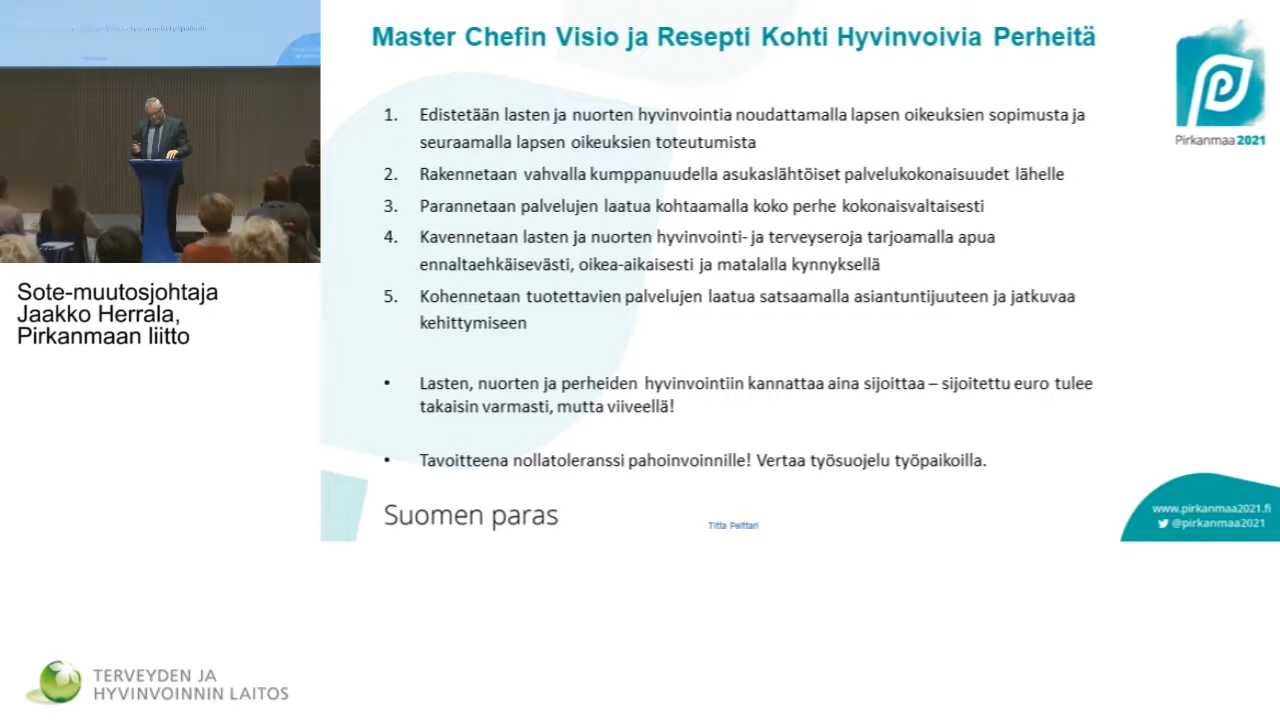 Master Chefin Visio ja Resepti Kohti Hyvinvoivia Perheitä
1. Edistetään lasten ja nuorten hyvinvointia noudattamalla lapsen oikeuksien sopimusta ja
seuraamalla lapsen oikeuksien toteutumista
2. Rakennetaan vahvalla kumppanuudella asukaslähtöiset palvelukokonaisuudet lähelle
3. Parannetaan palvelujen laatua kohtaamalla koko perhe kokonaisvaltaisesti
4. Kavennetaan lasten ja nuorten hyvinvointi- ja terveyseroja tarjoamalla apua
ennaltaehkäisevästi, oikea-aikaisesti ja matalalla kynnyksellä
5. Kohennetaan tuotettavien palvelujen laatua satsaamalla asiantuntijuuteen ja jatkuvaa
kehittymiseen
• Lasten, nuorten ja perheiden hyvinvointiin kannattaa aina sijoittaa – sijoitettu euro tulee
takaisin varmasti, mutta viiveellä!
• Tavoitteena nollatoleranssi pahoinvoinnille! Vertaa työsuojelu työpaikoilla.
Suomen paras
Titta Pelttari
Pirkanmaa2021
www.pirkanmaa2021.fi
@pirkanmaa2021
Sote-muutosjohtaja
Jaakko Herrala,
Pirkanmaan liitto
TERVEYDEN JA
HYVINVOINNIN LAITOS